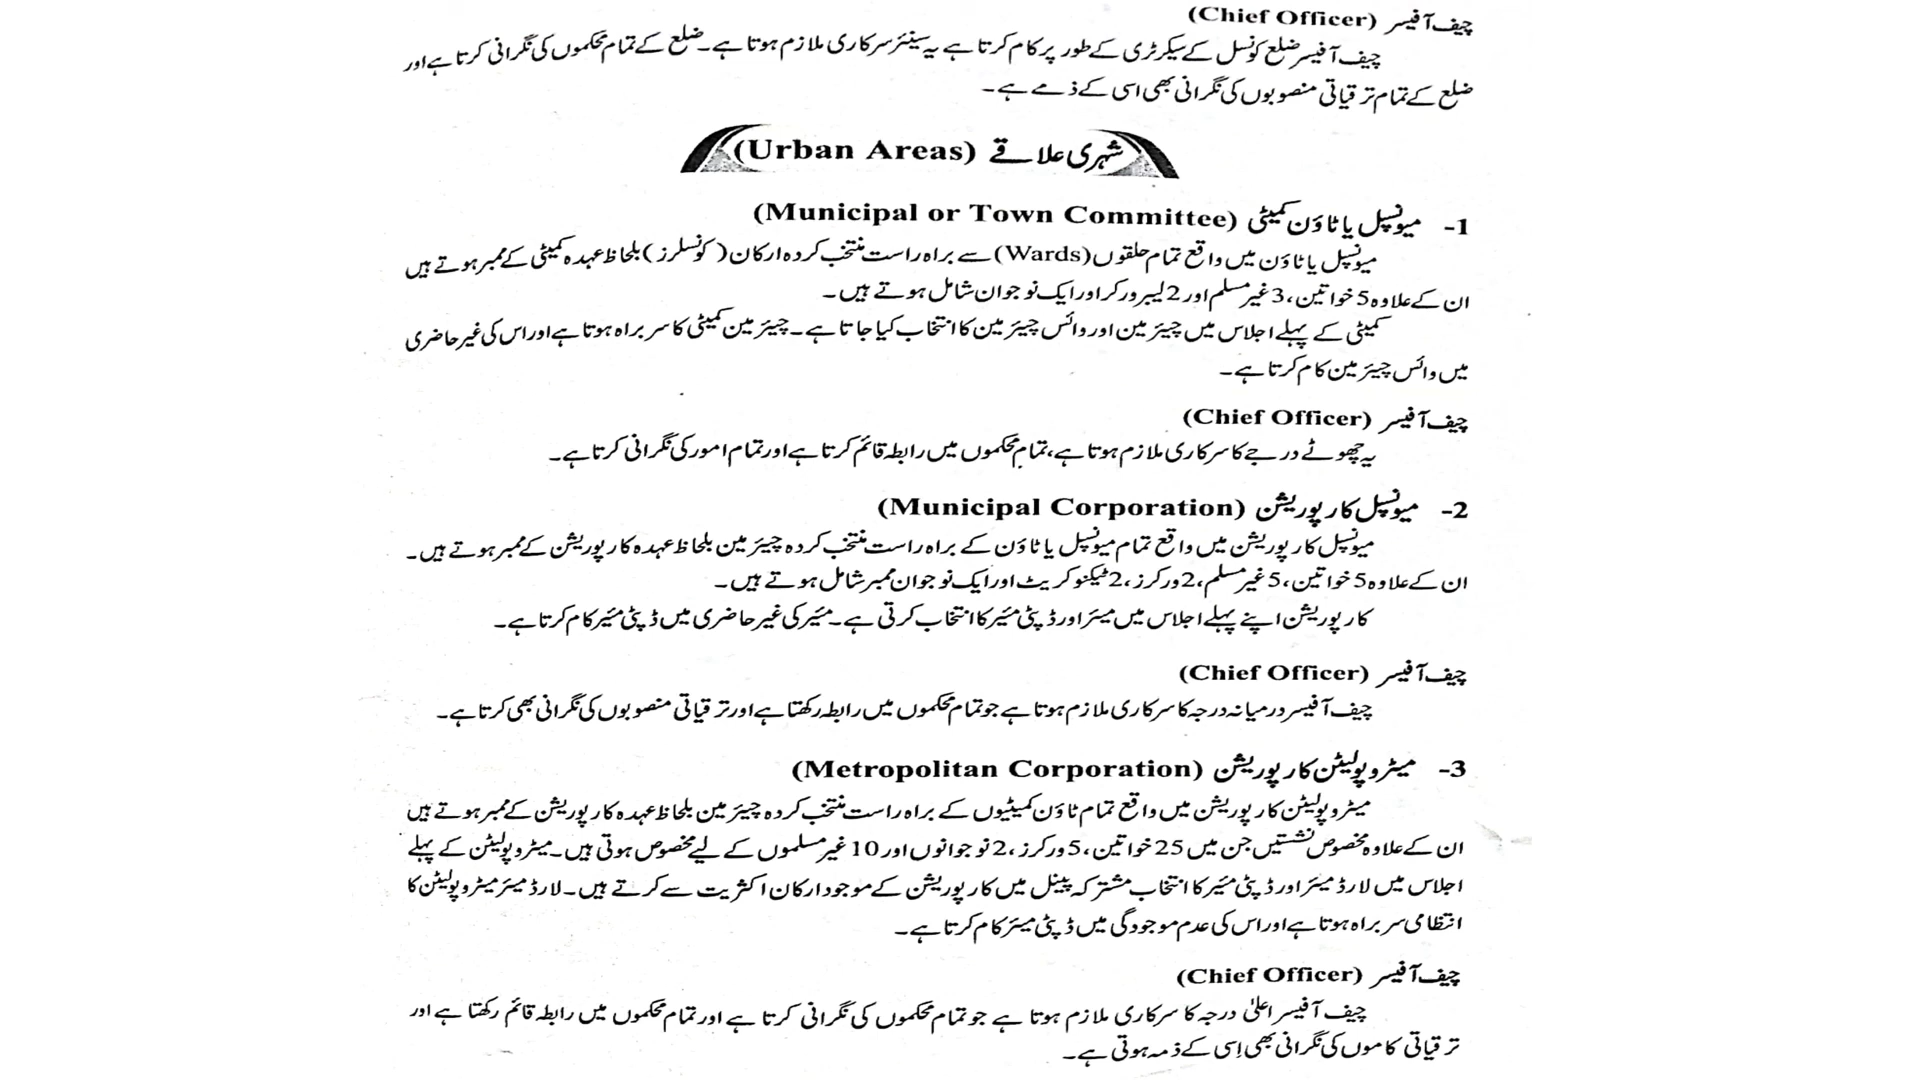 چیف آفیسر (Chief Officer)
چیف آفیسر ضلع کونسل کے سیکرٹری کے طور پر کام کرتا ہے یہ سینئر سرکاری ملازم ہوتا ہے۔ ضلع کے تمام محکموں کی نگرانی کرتا ہے اور
ضلع کے تمام ترقیاتی منصوبوں کی نگرانی بھی اسی کے ذمے ہے۔
شہری علاقے (Urban Areas)
1- میونسپل یا ٹاؤن کمیٹی (Municipal or Town Committee)
میونسپل یا ٹاؤن میں واقع تمام حلقوں (Wards) سے براہ راست منتخب کردہ ارکان (کونسلرز) بلحاظ عہدہ کمیٹی کے ممبر ہوتے ہیں
ان کے علاوہ 5 خواتین، 3 غیر مسلم اور 2 لیبر ورکر اور ایک نوجوان شامل ہوتے ہیں۔
کمیٹی کے پہلے اجلاس میں چیئرمین اور وائس چیئرمین کا انتخاب کیا جاتا ہے۔ چیئرمین کمیٹی کا سربراہ ہوتا ہے اور اس کی غیر حاضری
میں وائس چیئرمین کام کرتا ہے۔
چیف آفیسر (Chief Officer)
یہ چھوٹے درجے کا سرکاری ملازم ہوتا ہے، تمام محکموں میں رابطہ قائم کرتا ہے اور تمام امور کی نگرانی کرتا ہے۔
2- میونسپل کارپوریشن (Municipal Corporation)
میونسپل کارپوریشن میں واقع تمام میونسپل یا ٹاؤن کے براہ راست منتخب کردہ چیئرمین بلحاظ عہدہ کارپوریشن کے ممبر ہوتے ہیں۔
ان کے علاوہ 5 خواتین، 5 غیر مسلم، 2 ورکرز، 2 ٹیکنوکریٹ اور ایک نوجوان ممبر شامل ہوتے ہیں۔
کارپوریشن اپنے پہلے اجلاس میں میئر اور ڈپٹی مئیر کا انتخاب کرتی ہے۔ مئیر کی غیر حاضری میں ڈپٹی مئیر کام کرتا ہے۔
چیف آفیسر (Chief Officer)
چیف آفیسر درمیانہ درجہ کا سرکاری ملازم ہوتا ہے جو تمام محکموں میں رابطہ رکھتا ہے اور ترقیاتی منصوبوں کی نگرانی بھی کرتا ہے۔
3- میٹروپولیٹن کارپوریشن (Metropolitan Corporation)
میٹروپولیٹن کارپوریشن میں واقع تمام ٹاؤن کمیٹیوں کے براہ راست منتخب کردہ چیئرمین بلحاظ عہدہ کارپوریشن کے ممبر ہوتے ہیں
ان کے علاوہ مخصوص نشستیں جن میں 25 خواتین، 5 ورکرز، 2 نوجوانوں اور 10 غیر مسلموں کے لیے مخصوص ہوتی ہیں۔ میٹروپولیٹن کے پہلے
اجلاس میں لارڈ میئر اور ڈپٹی مئیر کا انتخاب مشترکہ پینل میں کارپوریشن کے موجود ارکان اکثریت سے کرتے ہیں۔ لارڈ میئر میٹروپولیٹن کا
انتظامی سربراہ ہوتا ہے اور اس کی عدم موجودگی میں ڈپٹی میئر کام کرتا ہے۔
چیف آفیسر (Chief Officer)
چیف آفیسر اعلیٰ درجہ کا سرکاری ملازم ہوتا ہے جو تمام محکموں کی نگرانی کرتا ہے اور تمام محکموں میں رابطہ قائم رکھتا ہے اور
ترقیاتی کاموں کی نگرانی بھی اِسی کے ذمہ ہوتی ہے۔